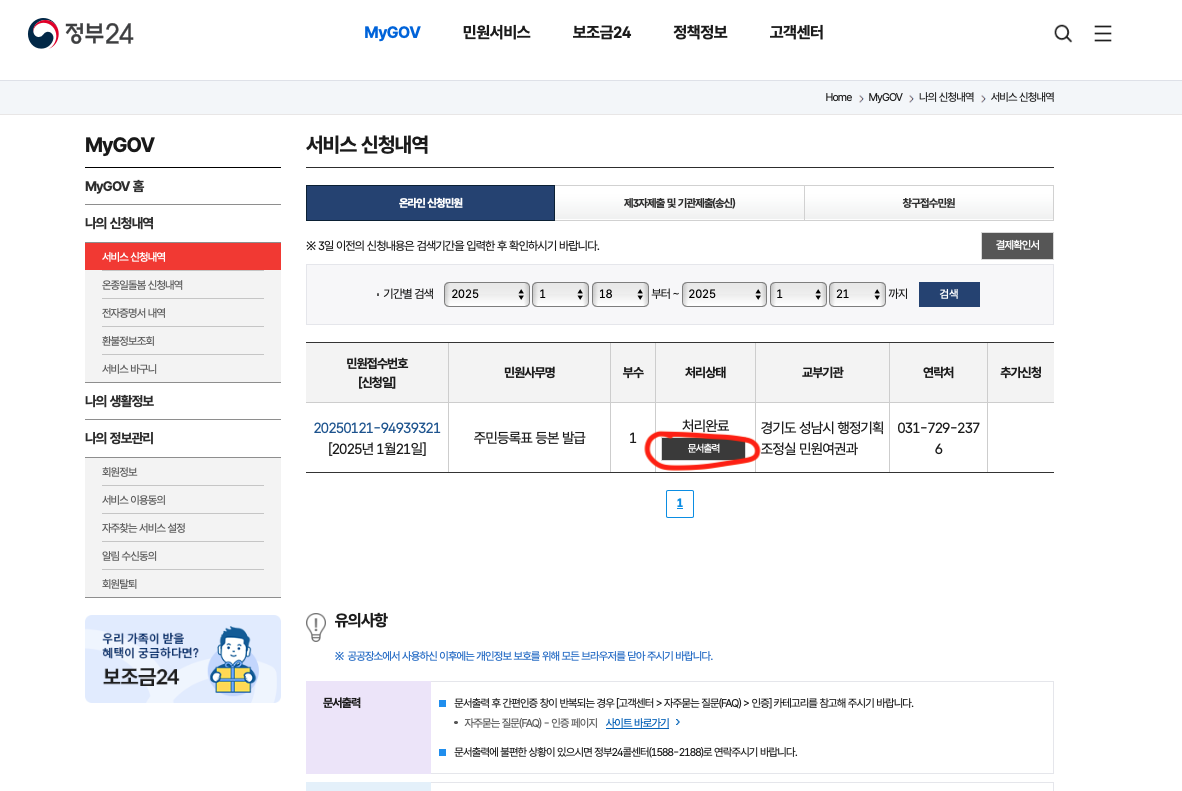 정부24
MyGOV
민원서비스
보조금24
정책정보
고객센터
Home > MyGOV > 나의 신청내역 > 서비스 신청내역
MyGOV
MyGOV 홈
나의 신청내역
서비스 신청내역
온종일돌봄 신청내역
전자증명서 내역
환불정보조회
서비스 바구니
나의 생활정보
나의 정보관리
회원정보
서비스 이용동의
자주찾는 서비스 설정
알림 수신동의
회원탈퇴
우리 가족이 받을
혜택이 궁금하다면?
보조금24
서비스 신청내역
온라인 신청민원
제3자제출 및 기관제출(송신)
창구접수민원
※ 3일 이전의 신청내용은 검색기간을 입력한 후 확인하시기 바랍니다.
결제확인서
· 기간별 검색 2025 1 18 부터 ~ 2025 1 21 까지 검색
민원접수번호
[신청일]
민원사무명
부수
처리상태
교부기관
연락처
추가신청
20250121-94939321
[2025년 1월21일]
주민등록표 등본 발급
1
처리완료
문서출력
경기도 성남시 행정기획
조정실 민원여권과
031-729-237
6
1
유의사항
※ 공공장소에서 사용하신 이후에는 개인정보 보호를 위해 모든 브라우저를 닫아 주시기 바랍니다.
문서출력
문서출력 후 간편인증 창이 반복되는 경우 [고객센터 > 자주묻는 질문(FAQ) > 인증] 카테고리를 참고해 주시기 바랍니다.
• 자주묻는 질문(FAQ) - 인증 페이지 사이트 바로가기 >
문서출력에 불편한 상황이 있으시면 정부24콜센터(1588-2188)로 연락주시기 바랍니다.